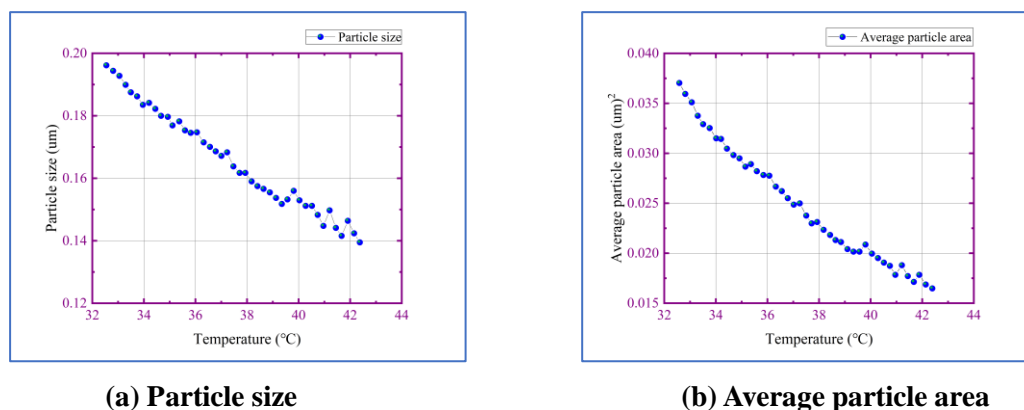 Particle size
0.20
0.18
0.16
0.14
0.12
Particle size (um)
32 34 36 38 40 42 44
Temperature (℃)
(a) Particle size
Average particle area
0.040
0.035
0.030
0.025
0.020
0.015
Average particle area (um)²
32 34 36 38 40 42 44
Temperature (℃)
(b) Average particle area